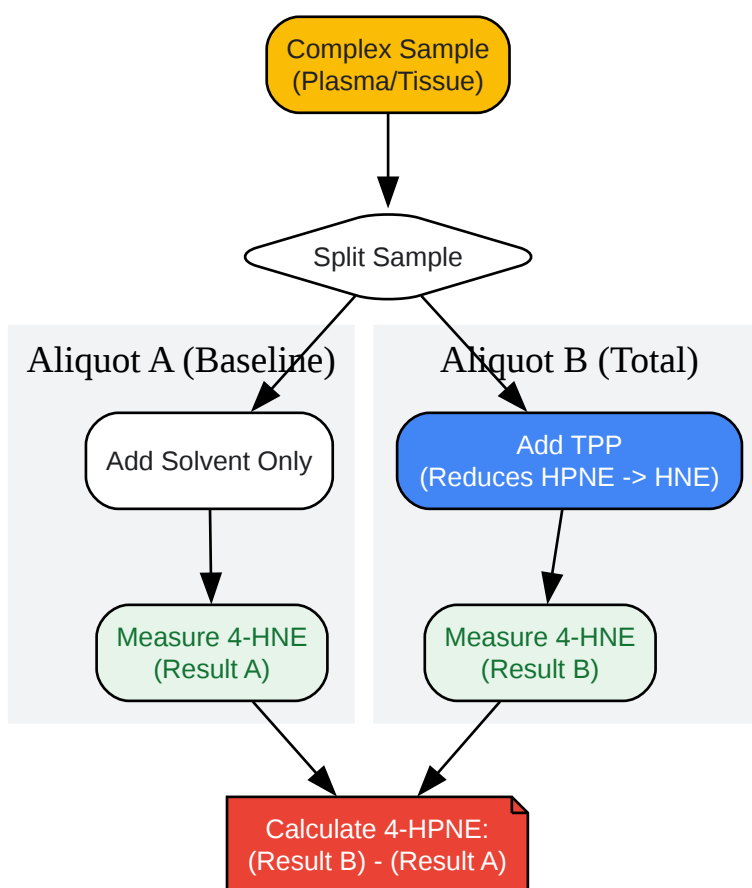 Complex Sample
(Plasma/Tissue)
Split Sample
Aliquot A (Baseline)
Add Solvent Only
Measure 4-HNE
(Result A)
Aliquot B (Total)
Add TPP
(Reduces HPNE -> HNE)
Measure 4-HNE
(Result B)
Calculate 4-HPNE:
(Result B) - (Result A)